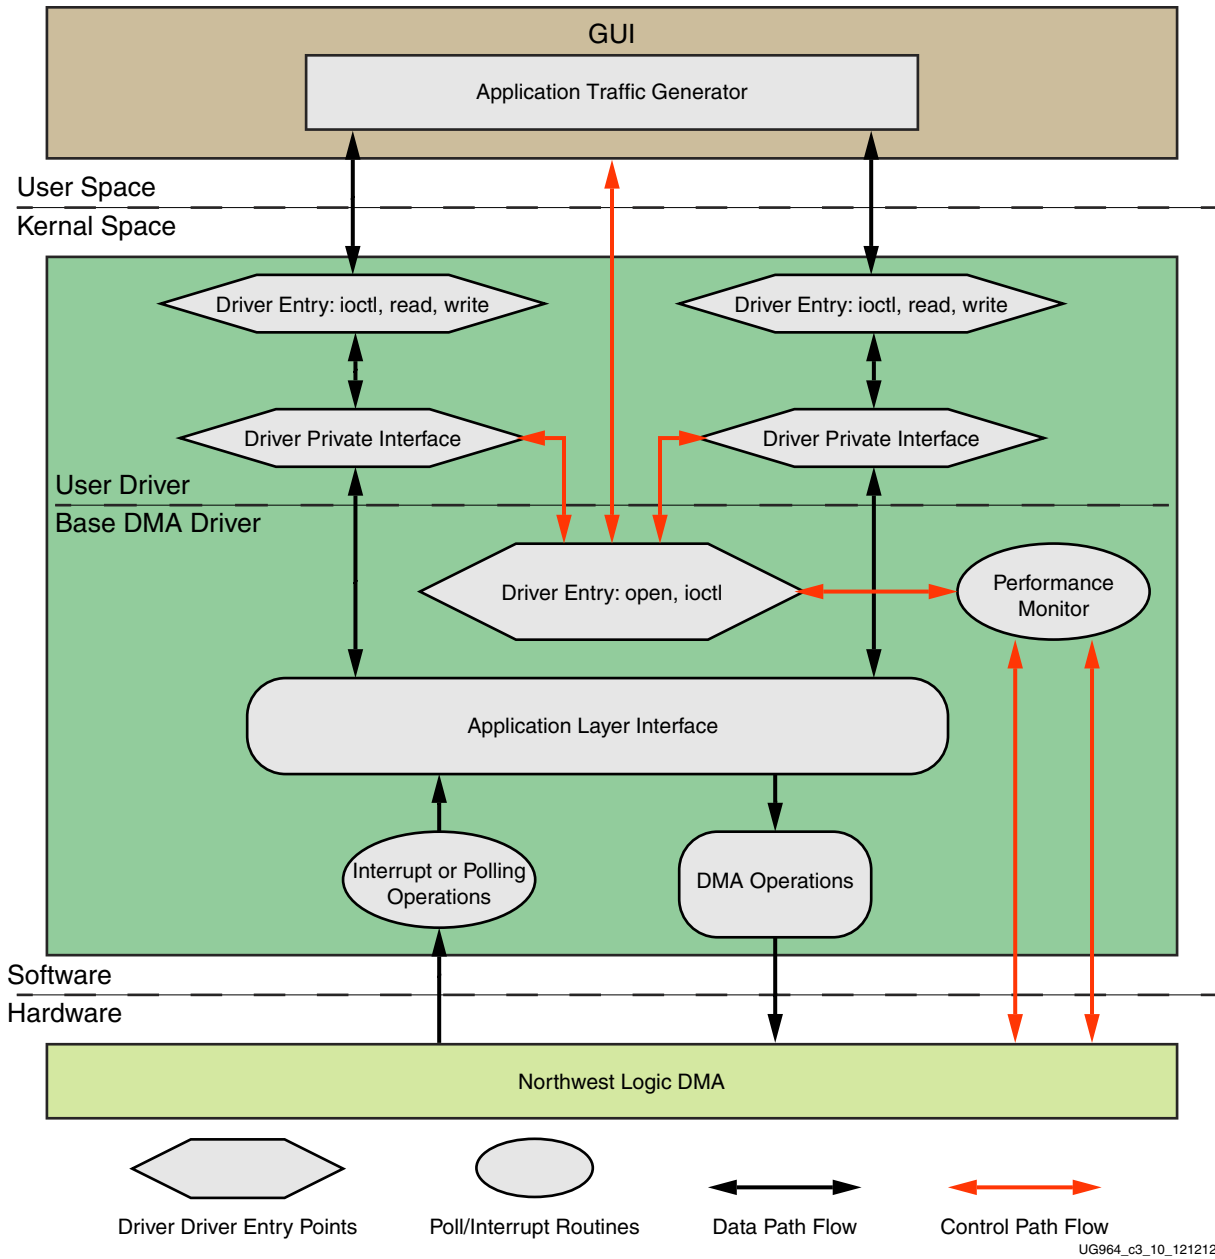 GUI
Application Traffic Generator
User Space
Kernal Space
Driver Entry: ioctl, read, write
Driver Entry: ioctl, read, write
Driver Private Interface
Driver Private Interface
User Driver
Base DMA Driver
Driver Entry: open, ioctl
Performance
Monitor
Application Layer Interface
Interrupt or Polling
Operations
DMA Operations
Software
Hardware
Northwest Logic DMA
Driver Driver Entry Points
Poll/Interrupt Routines
Data Path Flow
Control Path Flow
UG964_c3_10_121212